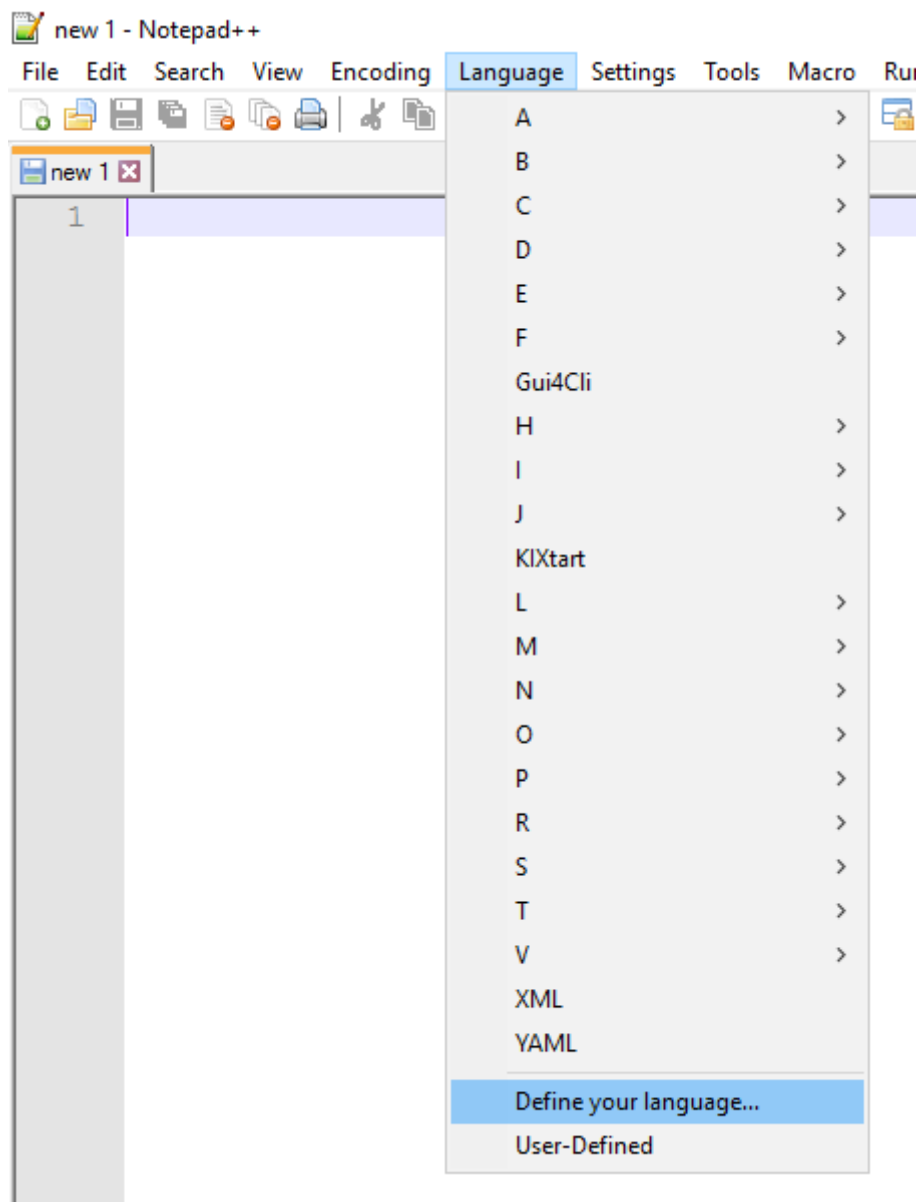 new 1 - Notepad++
File Edit Search View Encoding Language Settings Tools Macro Run
new 1
1
A
B
C
D
E
F
Gui4Cli
H
I
J
KIXtart
L
M
N
O
P
R
S
T
V
XML
YAML
Define your language...
User-Defined